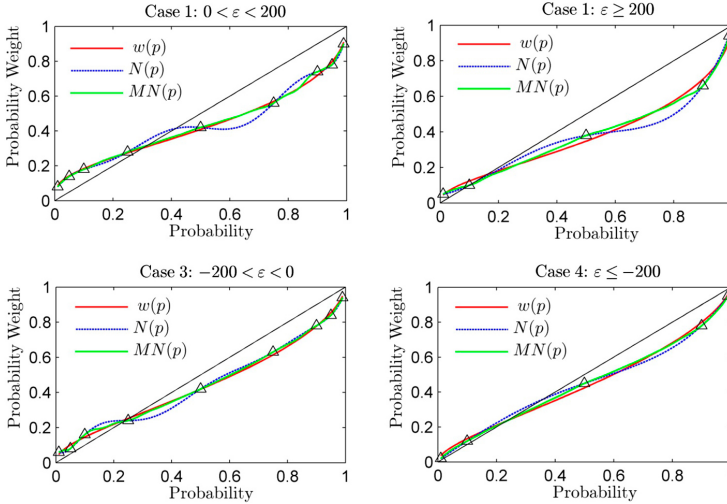 Case 1: 0 < ε < 200
Probability Weight
1
0.8
0.6
0.4
0.2
0
w(p)
N(p)
MN(p)
0 0.2 0.4 0.6 0.8 1
Probability
Case 1: ε ≥ 200
Probability Weight
1
0.8
0.6
0.4
0.2
0
w(p)
N(p)
MN(p)
0 0.2 0.4 0.6 0.8
Probability
Case 3: −200 < ε < 0
Probability Weight
1
0.8
0.6
0.4
0.2
0
w(p)
N(p)
MN(p)
0 0.2 0.4 0.6 0.8 1
Probability
Case 4: ε ≤ −200
Probability Weight
1
0.8
0.6
0.4
0.2
0
w(p)
N(p)
MN(p)
0 0.2 0.4 0.6 0.8
Probability